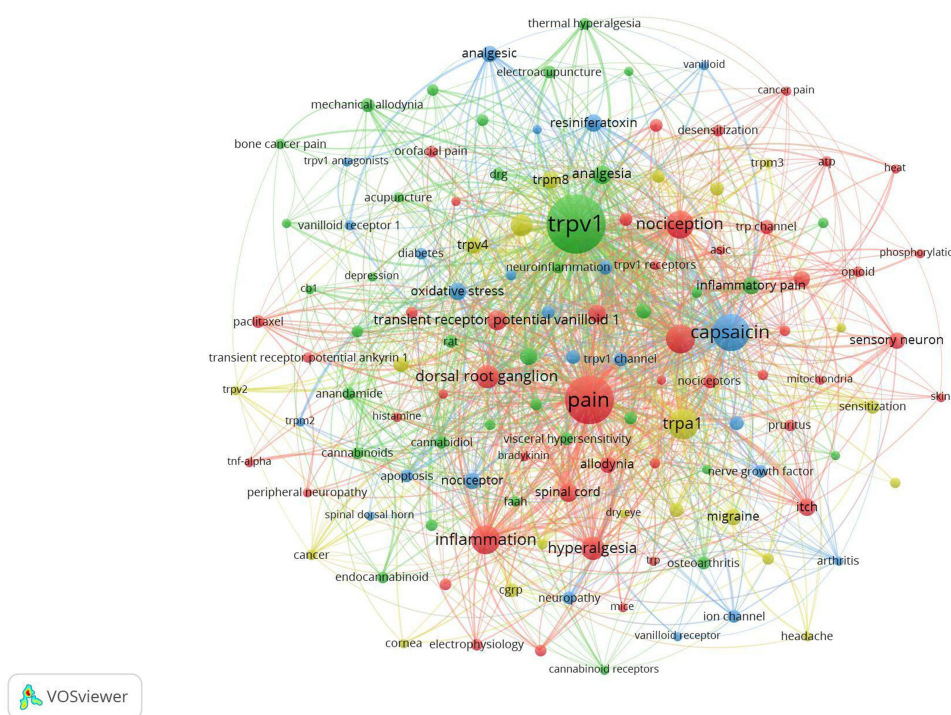 thermal hyperalgesia
analgesic
vanilloid
electroacupuncture
cancer pain
mechanical allodynia
resiniferatoxin
desensitization
bone cancer pain
orofacial pain
trpv1 antagonists
trpm3
atp
heat
drg
analgesia
trpm8
acupuncture
trpv1
nociception
vanilloid receptor 1
trp channel
trpv4
asic
diabetes
phosphorylatio
neuroinflammation
trpv1 receptors
opioid
depression
cb1
oxidative stress
inflammatory pain
paclitaxel
transient receptor potential vanilloid 1
capsaicin
rat
sensory neuron
transient receptor potential ankyrin 1
trpv1 channel
dorsal root ganglion
nociceptors
mitochondria
trpv2
anandamide
pain
skin
sensitization
trpm2
histamine
trpa1
pruritus
cannabidiol
visceral hypersensitivity
cannabinoids
bradykinin
tnf-alpha
allodynia
nerve growth factor
apoptosis
nociceptor
peripheral neuropathy
spinal cord
faah
itch
spinal dorsal horn
dry eye
migraine
inflammation
hyperalgesia
cancer
trp
osteoarthritis
arthritis
endocannabinoid
cgrp
neuropathy
mice
ion channel
vanilloid receptor
headache
cornea
electrophysiology
cannabinoid receptors
VOSviewer